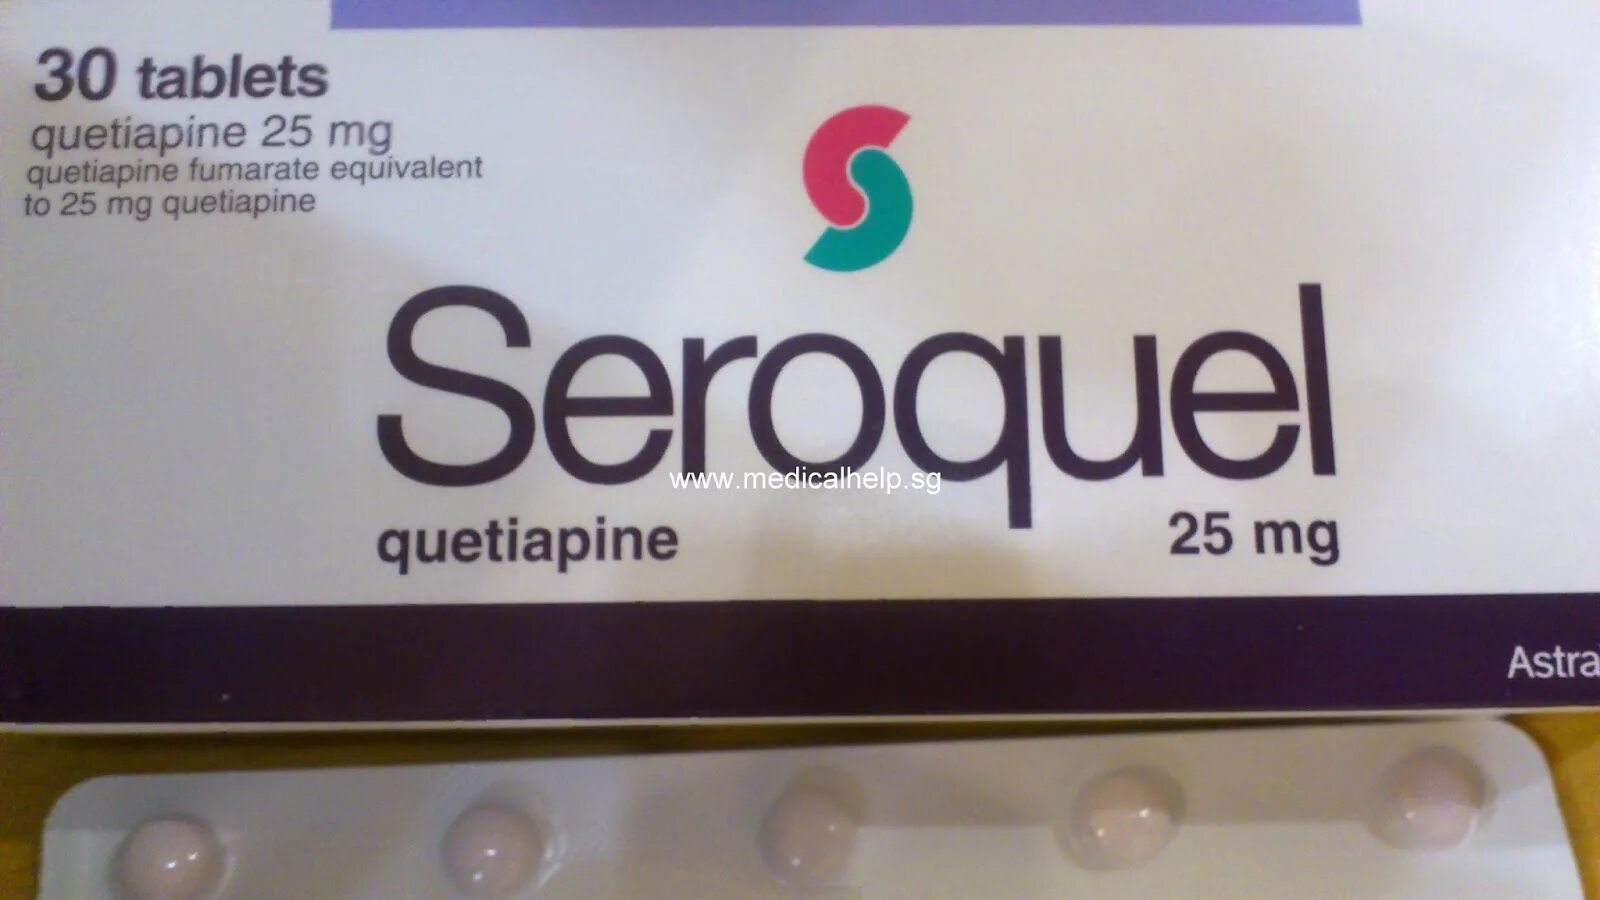 30 tablets
quetiapine 25 mg
quetiapine fumarate equivalent
to 25 mg quetiapine
Seroquel
www.medicalhelp.sg
quetiapine 25 mg
Astra